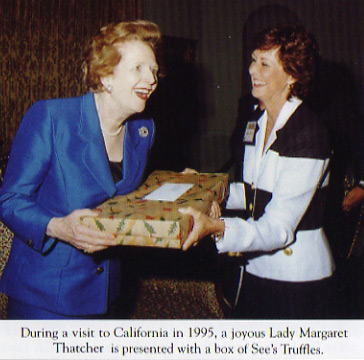 During a visit to California in 1995, a joyous Lady Margaret
Thatcher is presented with a box of See's Truffles.